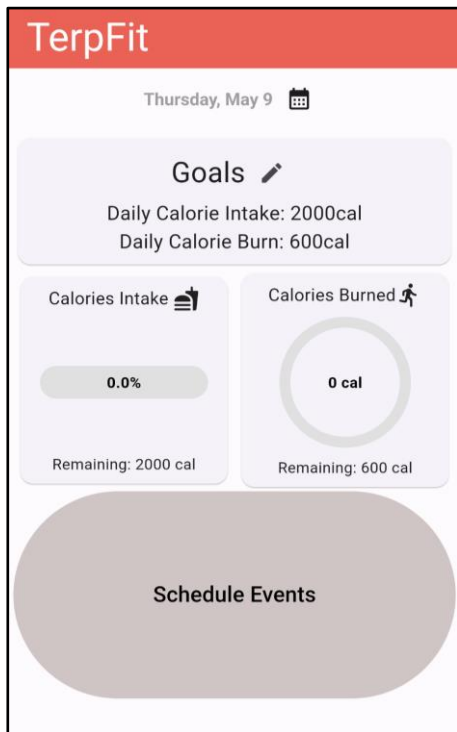 TerpFit
Thursday, May 9
Goals
Daily Calorie Intake: 2000cal
Daily Calorie Burn: 600cal
Calories Intake
0.0%
Remaining: 2000 cal
Calories Burned
0 cal
Remaining: 600 cal
Schedule Events